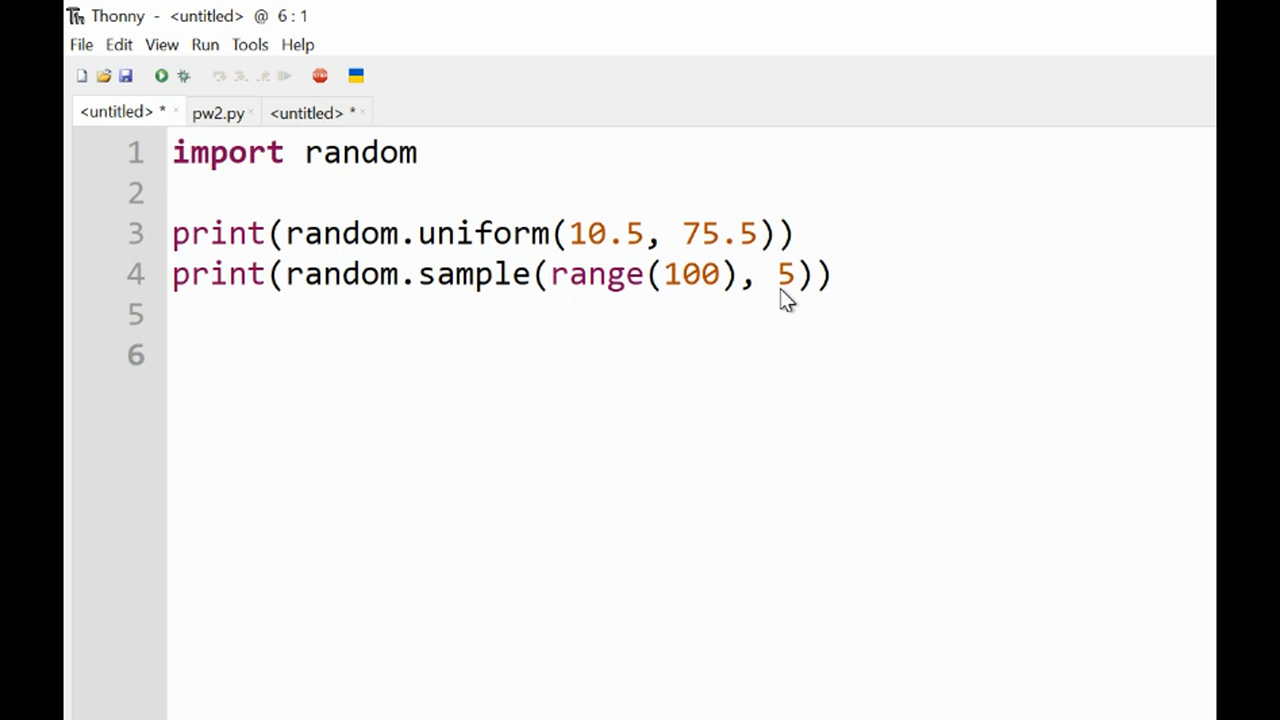 Thonny - <untitled> @ 6 : 1
File Edit View Run Tools Help
<untitled> * × pw2.py × <untitled> * ×
1 import random
2
3 print(random.uniform(10.5, 75.5))
4 print(random.sample(range(100), 5))
5
6